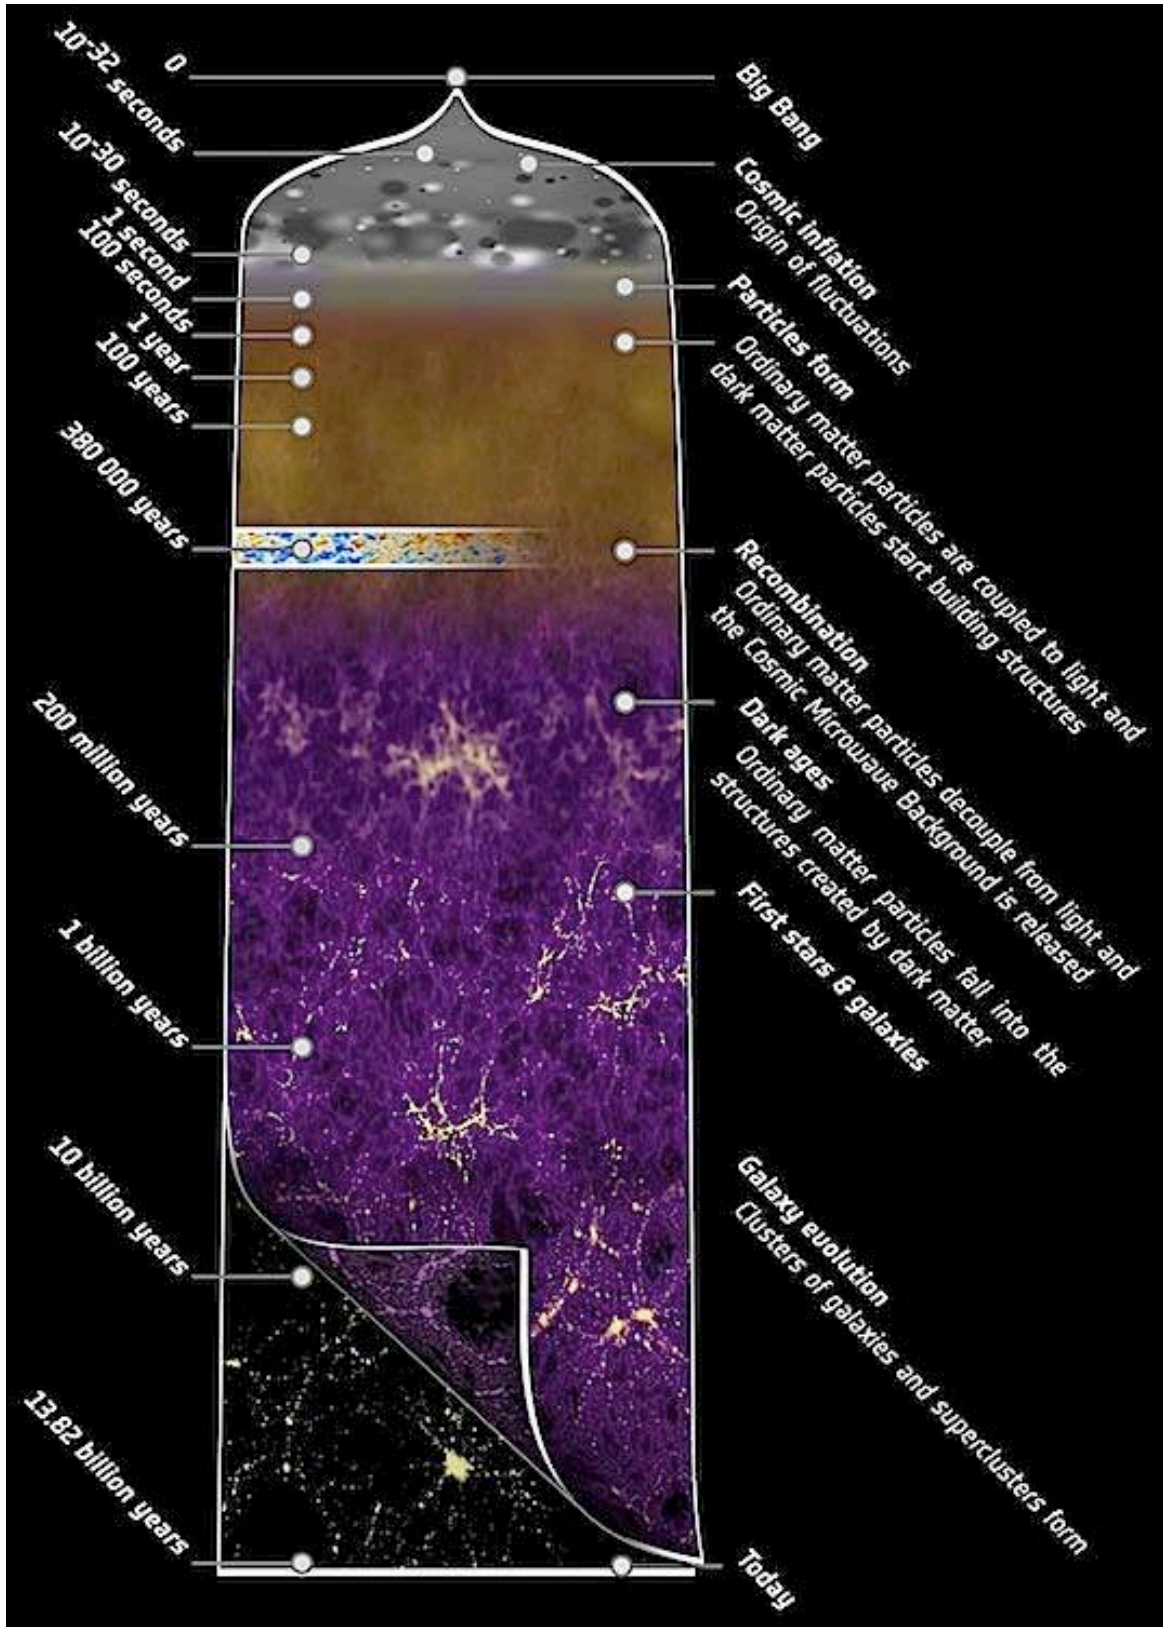 0
10-32 seconds
10-30 seconds
1 second
100 seconds
1 year
100 years
380 000 years
200 million years
1 billion years
10 billion years
13.82 billion years
Big Bang
Cosmic inflation
Origin of fluctuations
Particles form
Ordinary matter particles are coupled to light and
dark matter particles start building structures
Recombination
Ordinary matter particles decouple from light and
the Cosmic Microwave Background is released
Dark ages
Ordinary matter particles fall into the
structures created by dark matter
First stars & galaxies
Galaxy evolution
Clusters of galaxies and superclusters form
Today